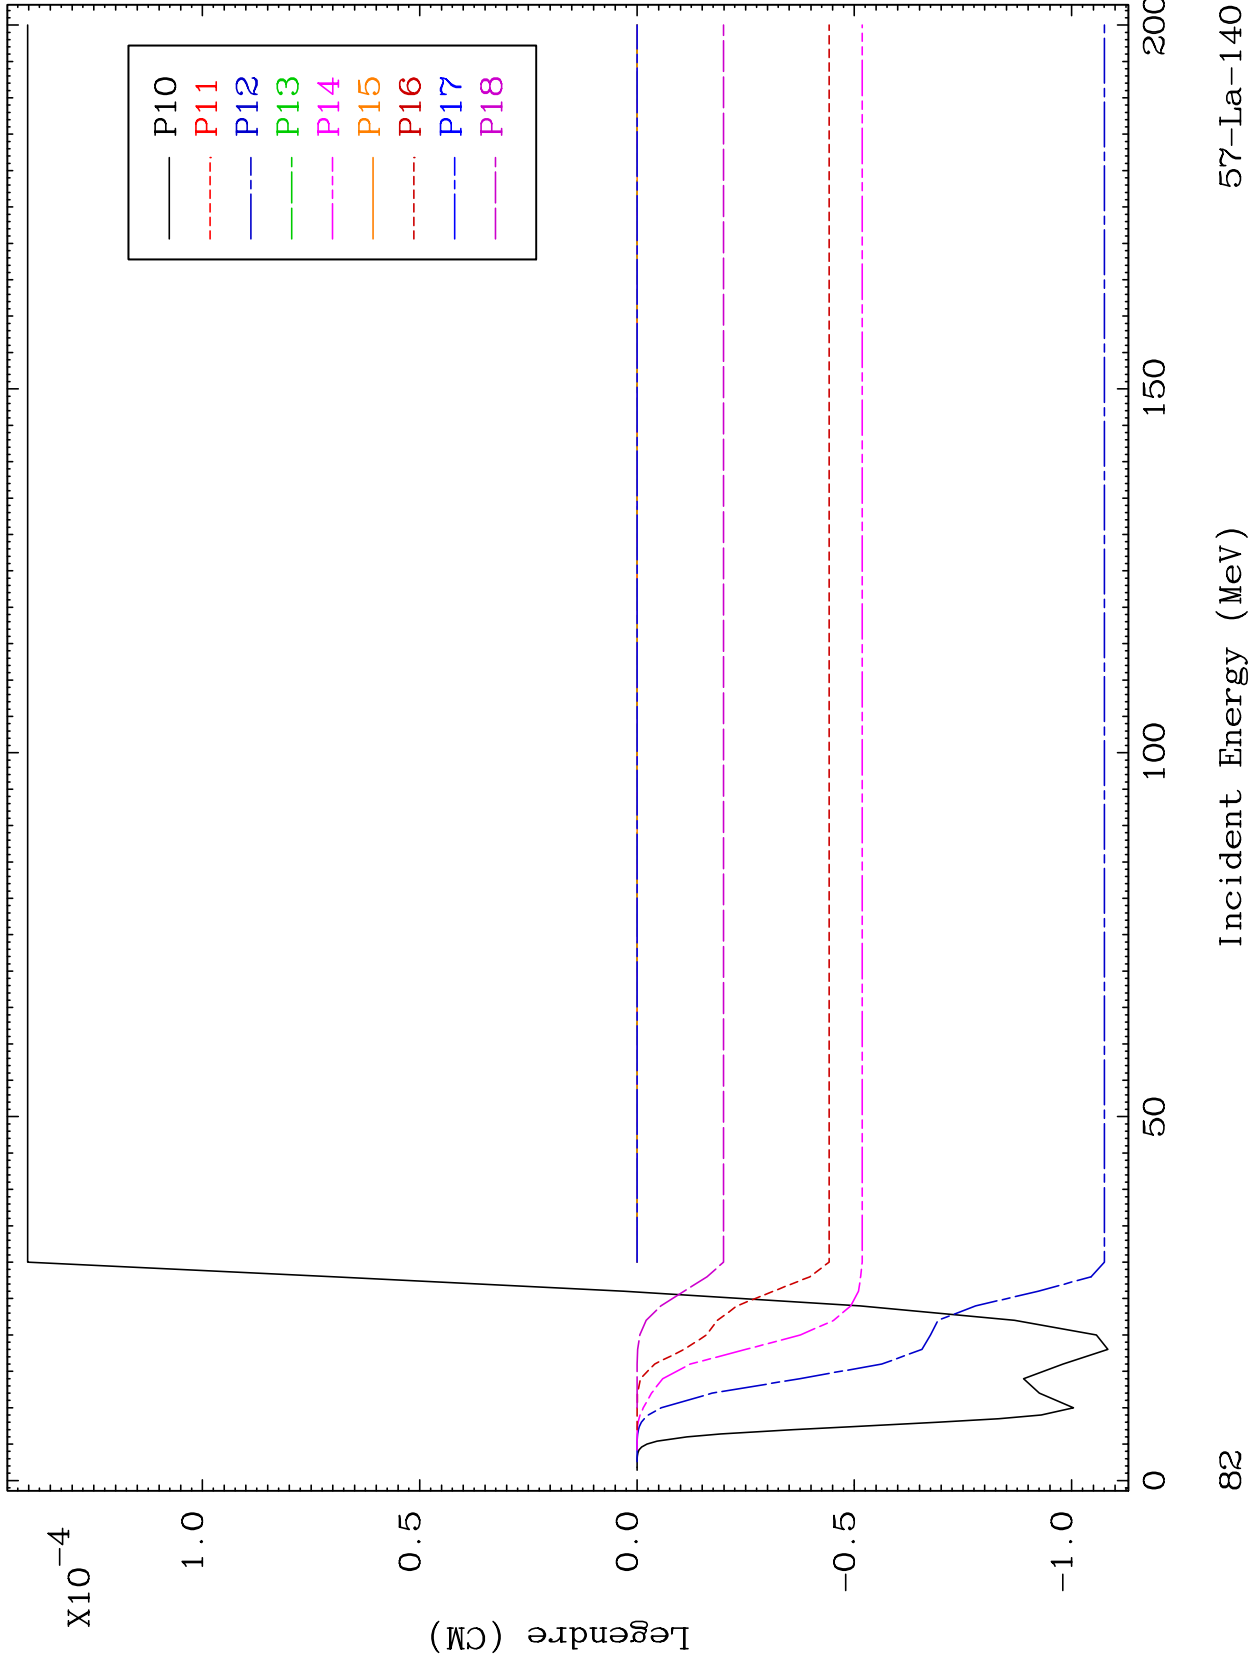 X10-4
1.0
0.5
0.0
-0.5
-1.0
Legendre (CM)
P10
P11
P12
P13
P14
P15
P16
P17
P18
0 50 100 150 200
Incident Energy (MeV)
82
57-La-140